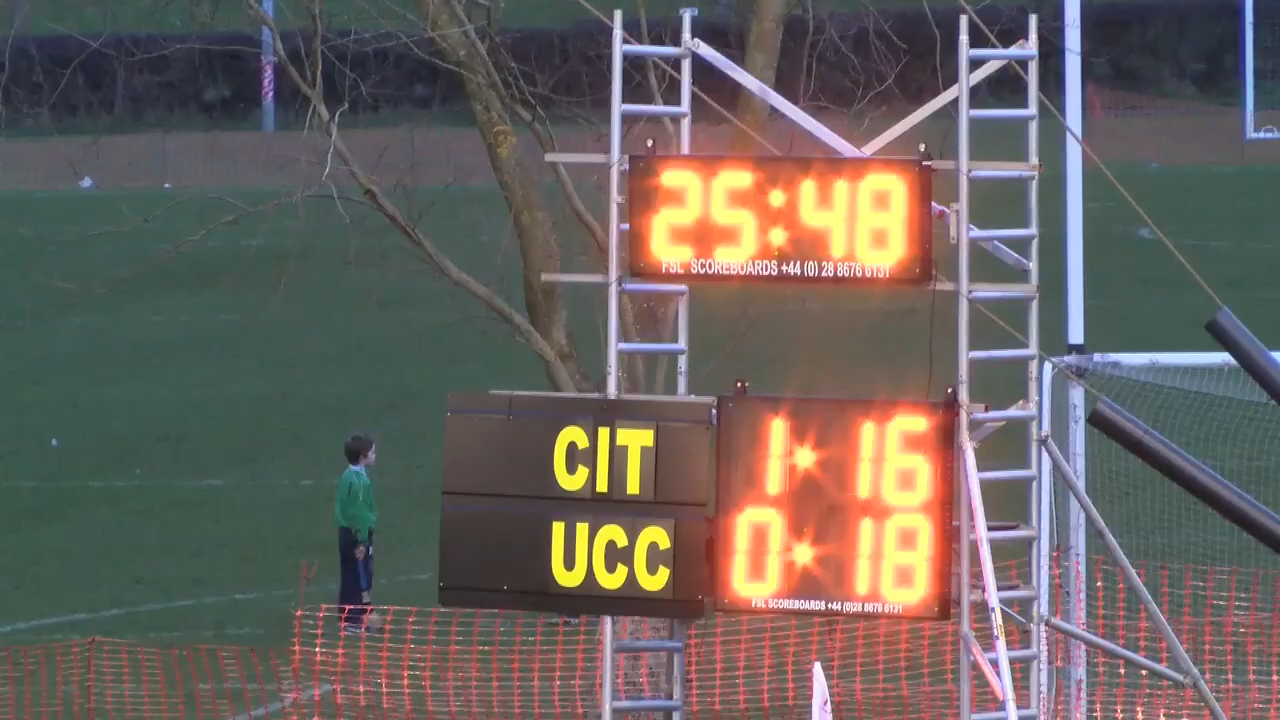 25:48
FSL SCOREBOARDS +44 (0) 28 8676 6131
CIT 1 * 16
UCC 0 * 18
FSL SCOREBOARDS +44 (0)28 8676 6131